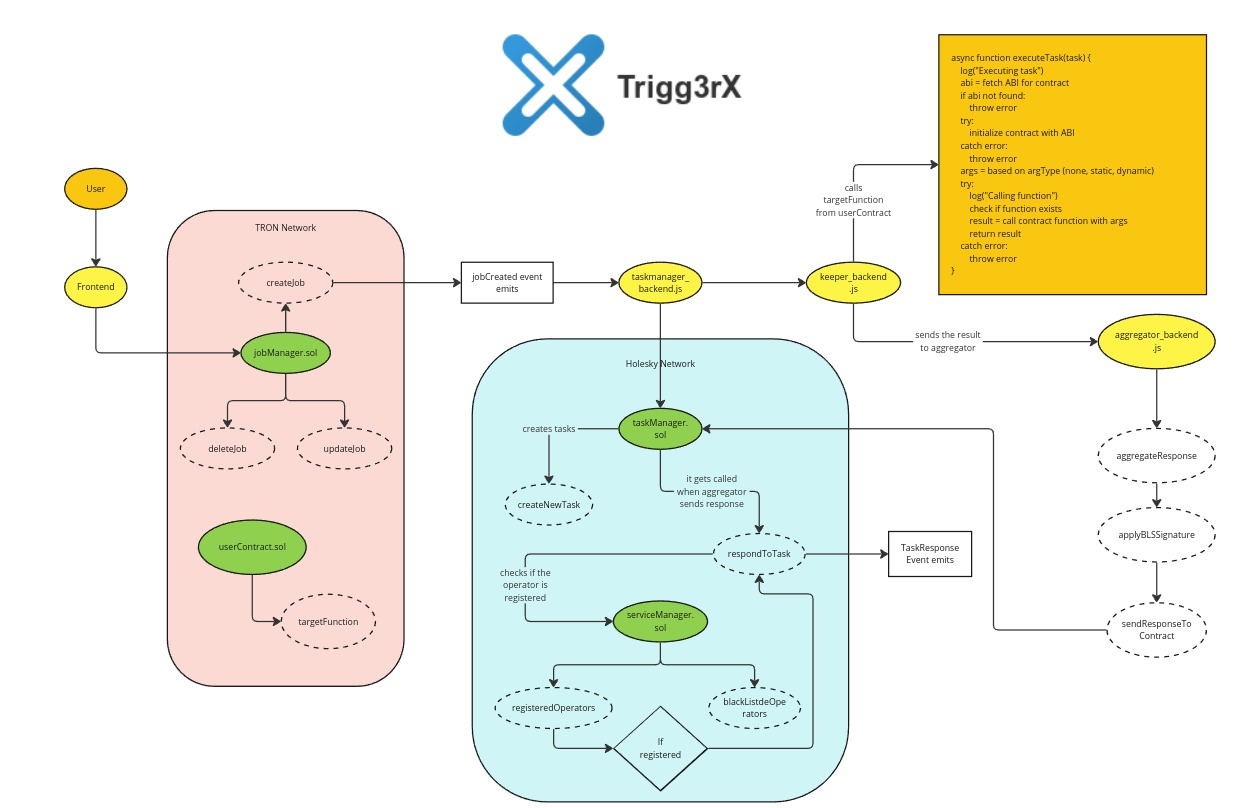 Trigg3rX
async function executeTask(task) {
log("Executing task")
abi = fetch ABI for contract
if abi not found:
throw error
try:
initialize contract with ABI
catch error:
throw error
args = based on argType (none, static, dynamic)
try:
log("Calling function")
check if function exists
result = call contract function with args
return result
catch error:
throw error
}
User
Frontend
TRON Network
createJob
jobManager.sol
deleteJob
updateJob
userContract.sol
targetFunction
jobCreated event
emits
taskmanager_
backend.js
keeper_backend
.js
calls
targetFunction
from userContract
sends the result
to aggregator
aggregator_backend
.js
aggregateResponse
applyBLSSignature
sendResponseTo
Contract
Holesky Network
taskManager.
sol
creates tasks
createNewTask
it gets called
when aggregator
sends response
respondToTask
TaskResponse
Event emits
checks if the
operator is
registered
serviceManager.
sol
registeredOperators
blackListdeOpe
rators
If
registered